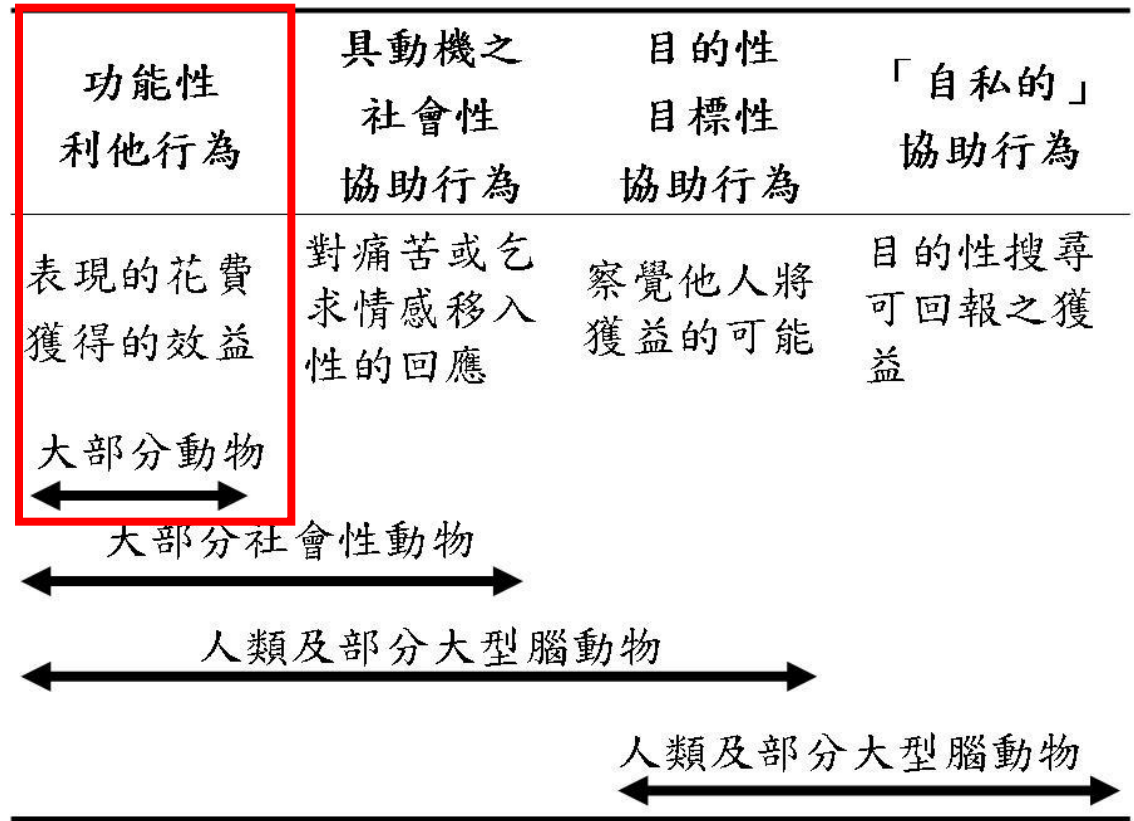 功能性
利他行為
具動機之
社會性
協助行為
目的性
目標性
協助行為
「自私的」
協助行為
表現的花費
獲得的效益
對痛苦或乞
求情感移入
性的回應
察覺他人將
獲益的可能
目的性搜尋
可回報之獲
益
大部分動物
大部分社會性動物
人類及部分大型腦動物
人類及部分大型腦動物